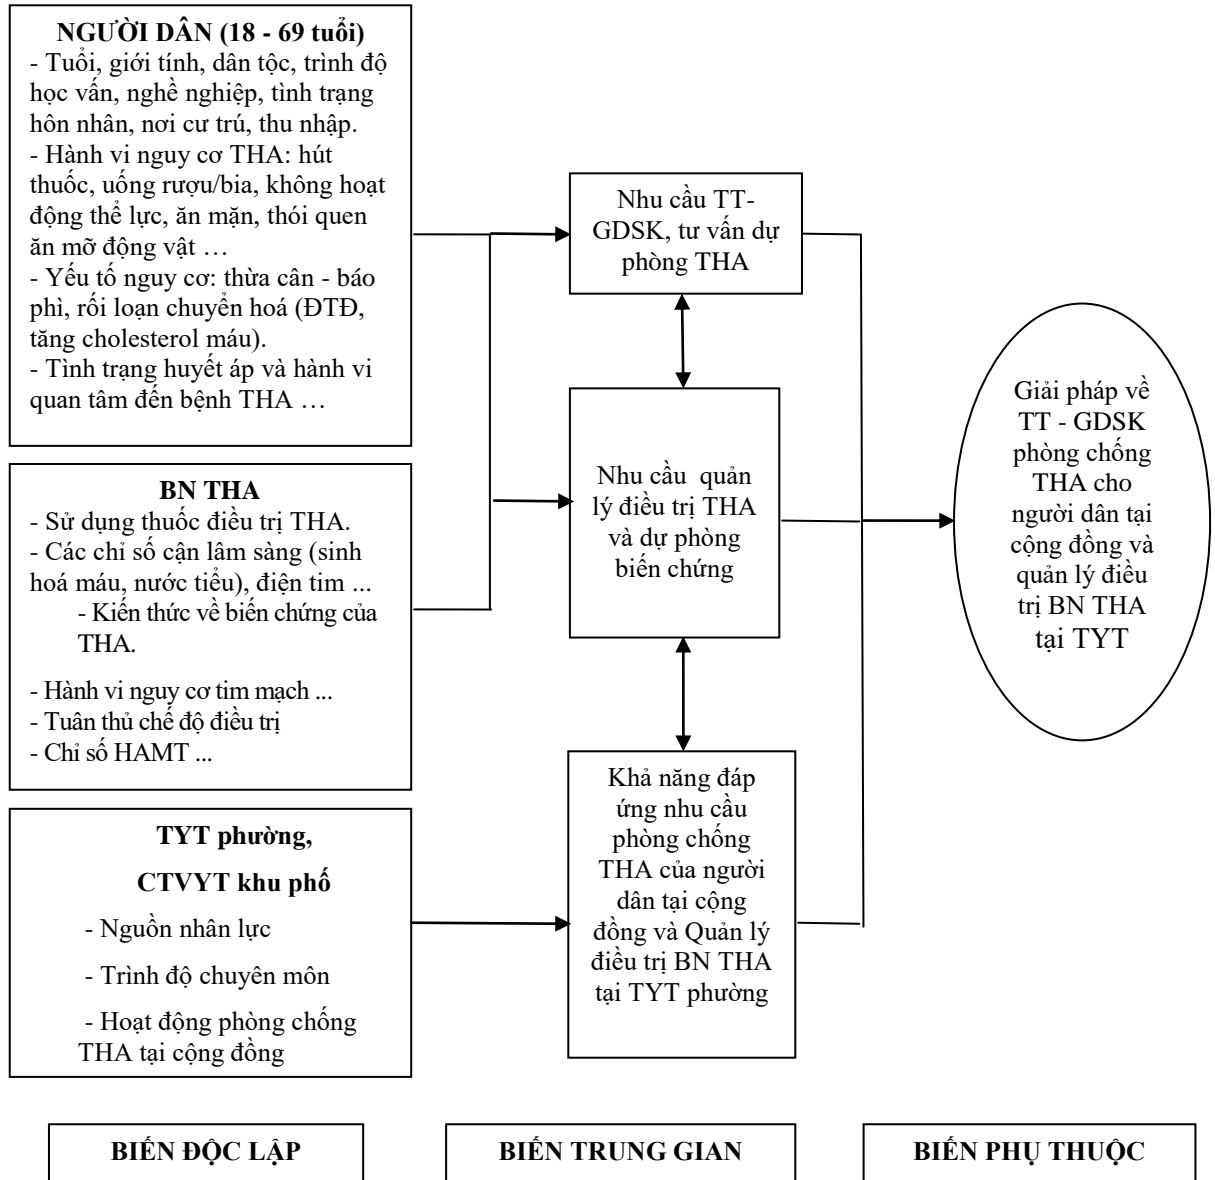 NGƯỜI DÂN (18 - 69 tuổi)
- Tuổi, giới tính, dân tộc, trình độ
học vấn, nghề nghiệp, tình trạng
hôn nhân, nơi cư trú, thu nhập.
- Hành vi nguy cơ THA: hút
thuốc, uống rượu/bia, không hoạt
động thể lực, ăn mặn, thói quen
ăn mỡ động vật …
- Yếu tố nguy cơ: thừa cân - báo
phì, rối loạn chuyển hoá (ĐTĐ,
tăng cholesterol máu).
- Tình trạng huyết áp và hành vi
quan tâm đến bệnh THA …
BN THA
- Sử dụng thuốc điều trị THA.
- Các chỉ số cận lâm sàng (sinh
hoá máu, nước tiểu), điện tim ...
- Kiến thức về biến chứng của
THA.
- Hành vi nguy cơ tim mạch ...
- Tuân thủ chế độ điều trị
- Chỉ số HAMT ...
TYT phường,
CTVYT khu phố
- Nguồn nhân lực
- Trình độ chuyên môn
- Hoạt động phòng chống
THA tại cộng đồng
Nhu cầu TT-
GDSK, tư vấn dự
phòng THA
Nhu cầu quản
lý điều trị THA
và dự phòng
biến chứng
Khả năng đáp
ứng nhu cầu
phòng chống
THA của người
dân tại cộng
đồng và Quản lý
điều trị BN THA
tại TYT phường
Giải pháp về
TT - GDSK
phòng chống
THA cho
người dân tại
cộng đồng và
quản lý điều
trị BN THA
tại TYT
BIẾN ĐỘC LẬP
BIẾN TRUNG GIAN
BIẾN PHỤ THUỘC